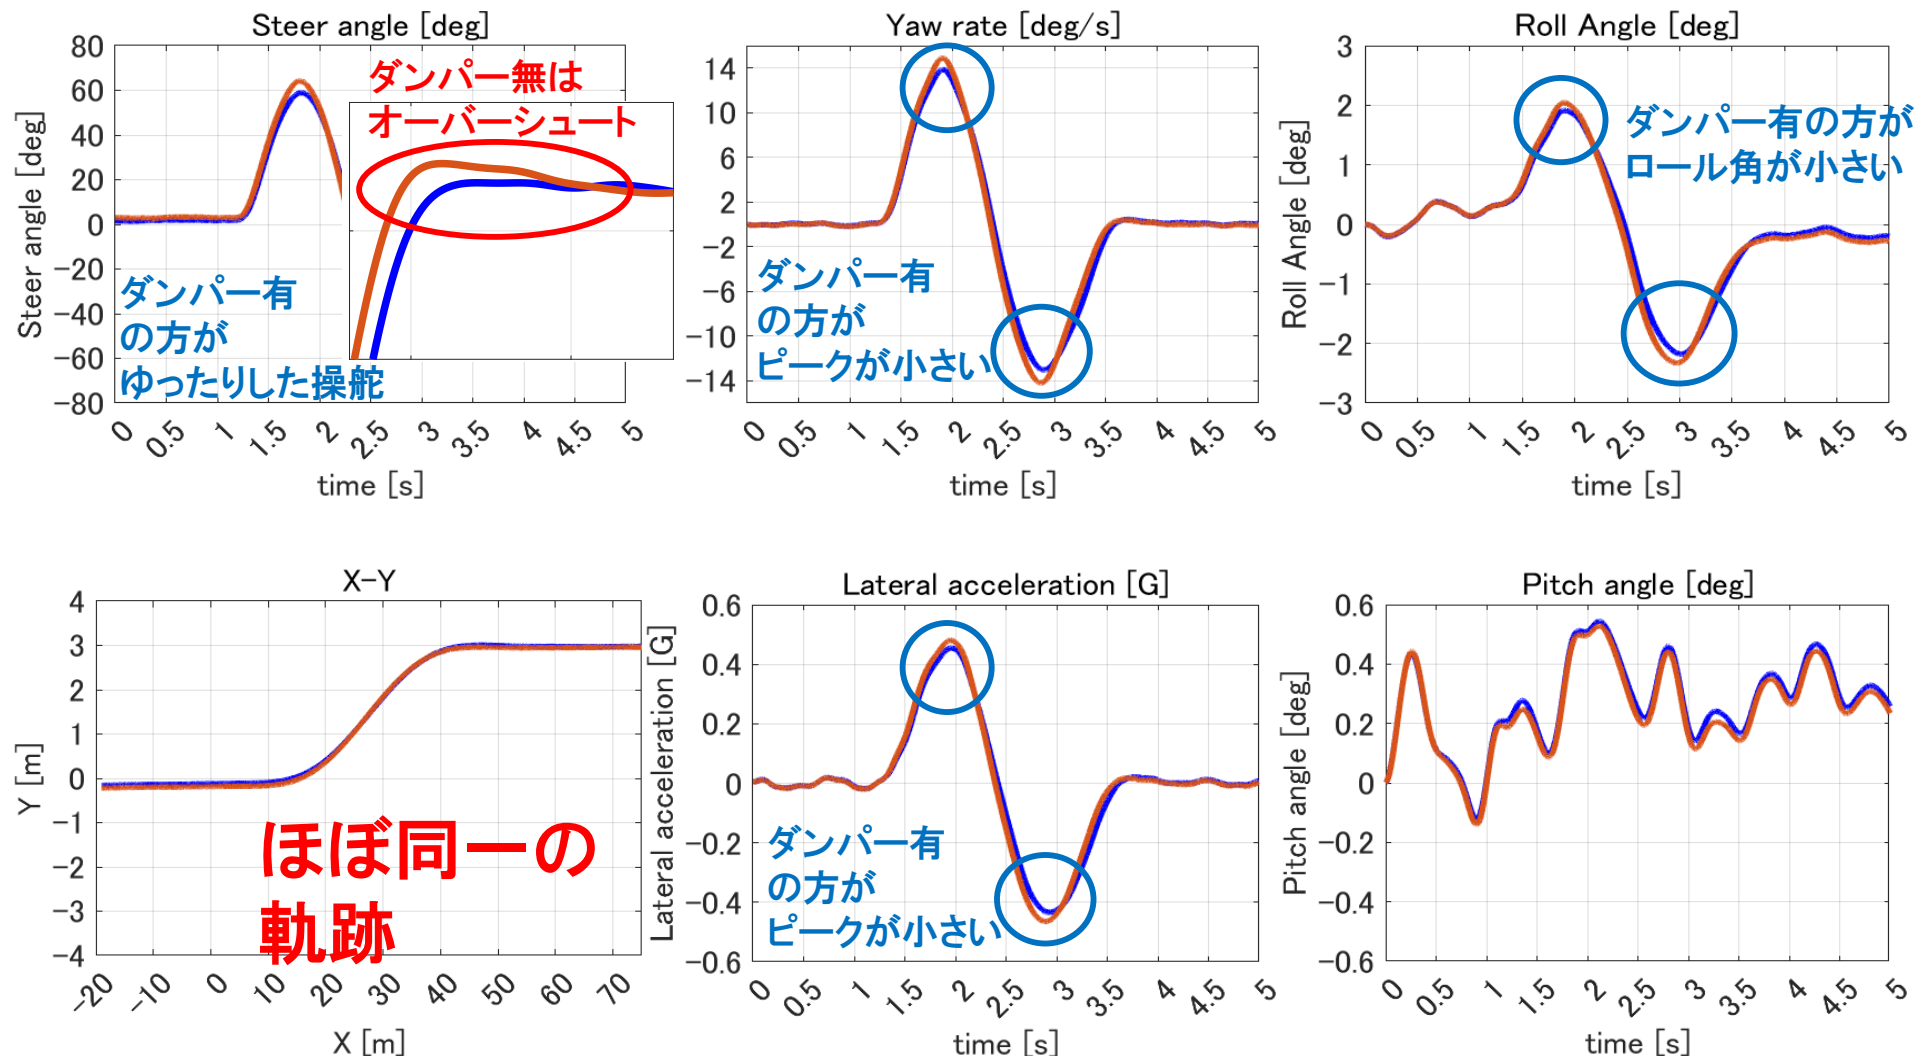 Steer angle [deg]
Steer angle [deg]
80
60
40
20
0
−20
−40
−60
−80
0 0.5 1 1.5 2 2.5 3 3.5 4 4.5 5
time [s]
ダンパー無は
オーバーシュート
ダンパー有
の方が
ゆったりした操舵
Yaw rate [deg/s]
14
10
6
2
−2
−6
−10
−14
0 0.5 1 1.5 2 2.5 3 3.5 4 4.5 5
time [s]
ダンパー有
の方が
ピークが小さい
Roll Angle [deg]
Roll Angle [deg]
3
2
1
0
−1
−2
−3
0 0.5 1 1.5 2 2.5 3 3.5 4 4.5 5
time [s]
ダンパー有の方が
ロール角が小さい
X−Y
Y [m]
4
3
2
1
0
−1
−2
−3
−4
−20 −10 0 10 20 30 40 50 60 70
X [m]
ほぼ同一の
軌跡
Lateral acceleration [G]
Lateral acceleration [G]
0.6
0.4
0.2
0
−0.2
−0.4
−0.6
0 0.5 1 1.5 2 2.5 3 3.5 4 4.5 5
time [s]
ダンパー有
の方が
ピークが小さい
Pitch angle [deg]
Pitch angle [deg]
0.6
0.4
0.2
0
−0.2
−0.4
−0.6
0 0.5 1 1.5 2 2.5 3 3.5 4 4.5 5
time [s]